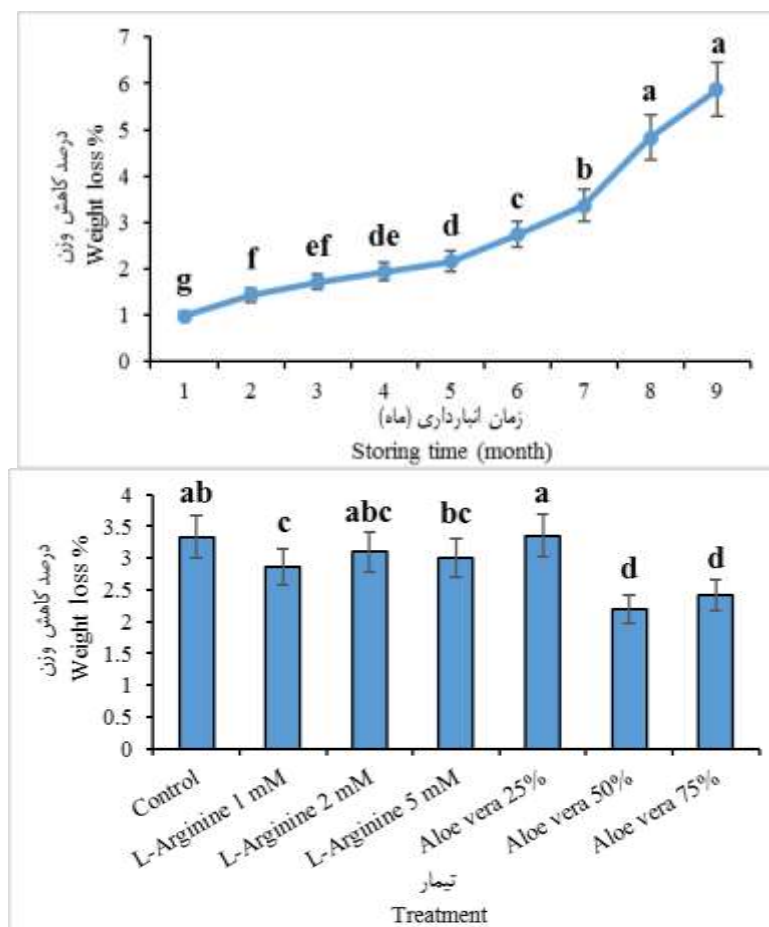 درصد کاهش وزن
Weight loss %
7
6
5
4
3
2
1
0
g
f
ef
de
d
c
b
a
a
1 2 3 4 5 6 7 8 9
زمان انبارداری (ماه)
Storing time (month)
درصد کاهش وزن
Weight loss %
4
3.5
3
2.5
2
1.5
1
0.5
0
ab
c
abc
bc
a
d
d
Control
L-Arginine 1 mM
L-Arginine 2 mM
L-Arginine 5 mM
Aloe vera 25%
Aloe vera 50%
Aloe vera 75%
تیمار
Treatment